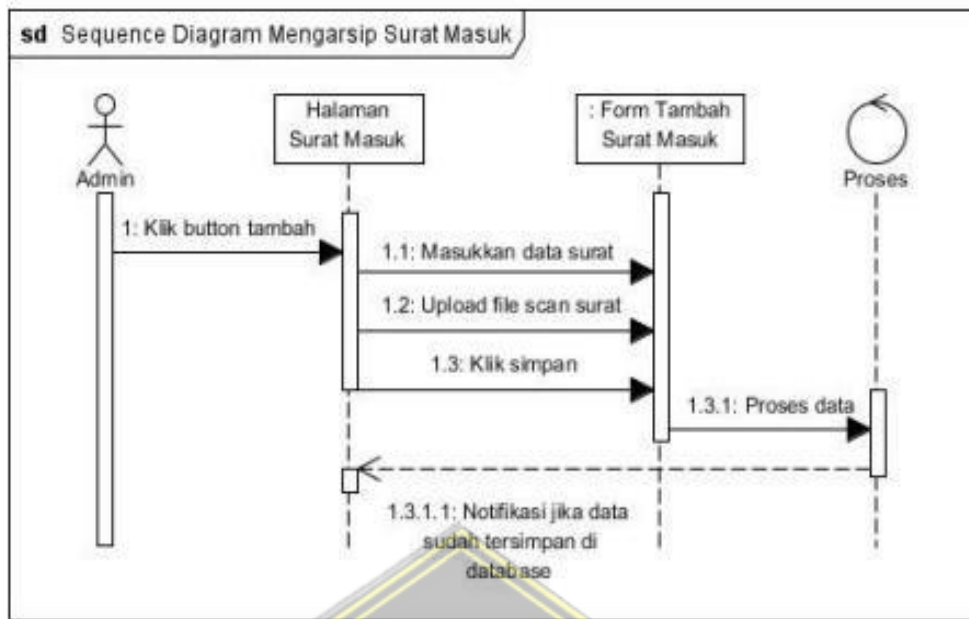 sd Sequence Diagram Mengarsip Surat Masuk
Halaman
Surat Masuk
: Form Tambah
Surat Masuk
Admin
Proses
1: Klik button tambah
1.1: Masukkan data surat
1.2: Upload file scan surat
1.3: Klik simpan
1.3.1: Proses data
1.3.1.1: Notifikasi jika data
sudah tersimpan di
database